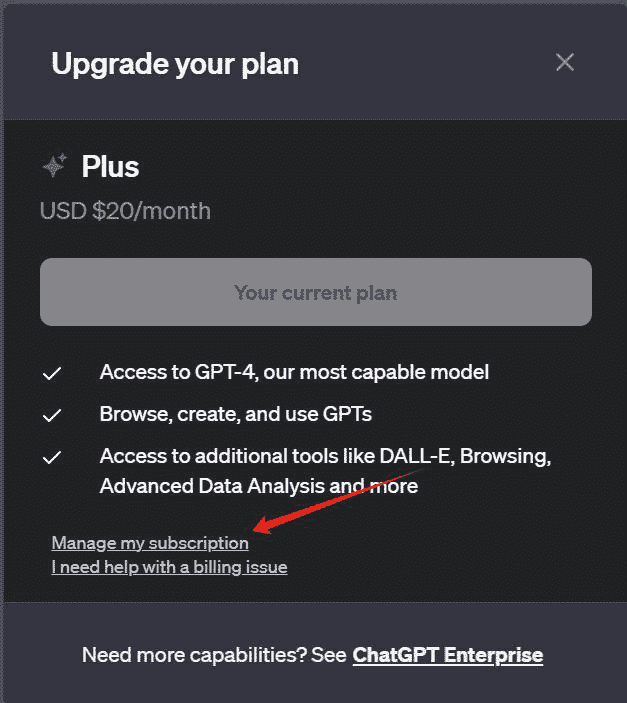 Upgrade your plan
Plus
USD $20/month
Your current plan
Access to GPT-4, our most capable model
Browse, create, and use GPTs
Access to additional tools like DALL-E, Browsing,
Advanced Data Analysis and more
Manage my subscription
I need help with a billing issue
Need more capabilities? See ChatGPT Enterprise